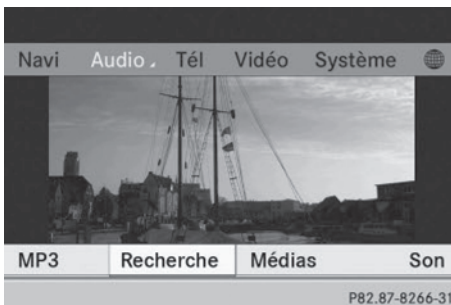 Navi Audio Tél Vidéo Système
MP3 Recherche Médias Son
P82.87-8266-31